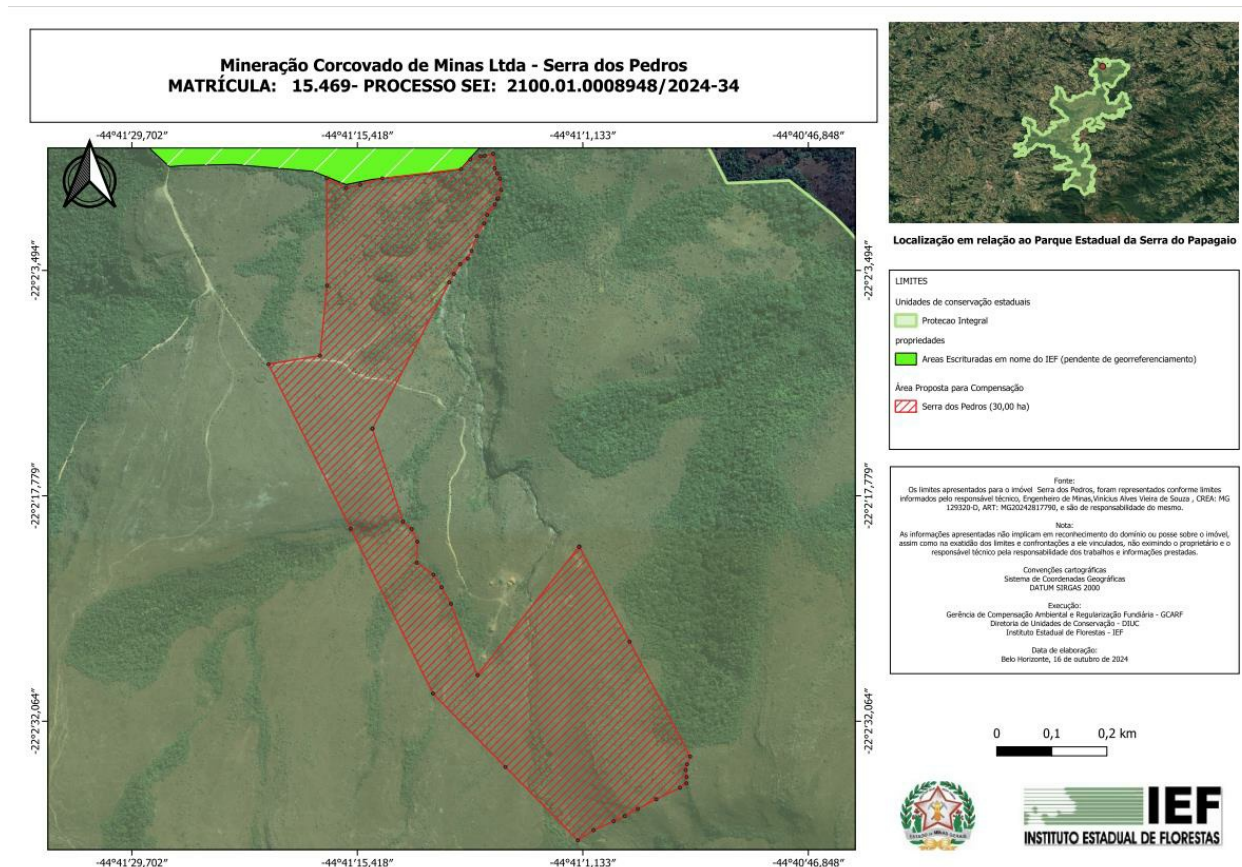 Mineração Corcovado de Minas Ltda - Serra dos Pedros
MATRÍCULA: 15.469- PROCESSO SEI: 2100.01.0008948/2024-34
-44°41'29,702" -44°41'15,418" -44°41'1,133" -44°40'46,848"
-22°2'3,494" -22°2'3,494"
-22°2'17,779" -22°2'17,779"
-22°2'32,064" -22°2'32,064"
-44°41'29,702" -44°41'15,418" -44°41'1,133" -44°40'46,848"
Localização em relação ao Parque Estadual da Serra do Papagaio
LIMITES
Unidades de conservação estaduais
Protecao Integral
propriedades
Areas Escrituradas em nome do IEF (pendente de georreferenciamento)
Área Proposta para Compensação
Serra dos Pedros (30,00 ha)
Fonte:
Os limites apresentados para o imóvel Serra dos Pedros, foram representados conforme limites
informados pelo responsável técnico, Engenheiro de Minas,Vinícius Alves Vieira de Souza , CREA: MG
129320-D, ART: MG20242817790, e são de responsabilidade do mesmo.
Nota:
As informações apresentadas não implicam em reconhecimento do domínio ou posse sobre o imóvel,
assim como na exatidão dos limites e confrontações a ele vinculados, não eximindo o proprietário e o
responsável técnico pela responsabilidade dos trabalhos e informações prestadas.
Convenções cartográficas
Sistema de Coordenadas Geográficas
DATUM SIRGAS 2000
Execução:
Gerência de Compensação Ambiental e Regularização Fundiária - GCARF
Diretoria de Unidades de Conservação - DIUC
Instituto Estadual de Florestas - IEF
Data de elaboração:
Belo Horizonte, 16 de outubro de 2024
0 0,1 0,2 km
IEF
INSTITUTO ESTADUAL DE FLORESTAS